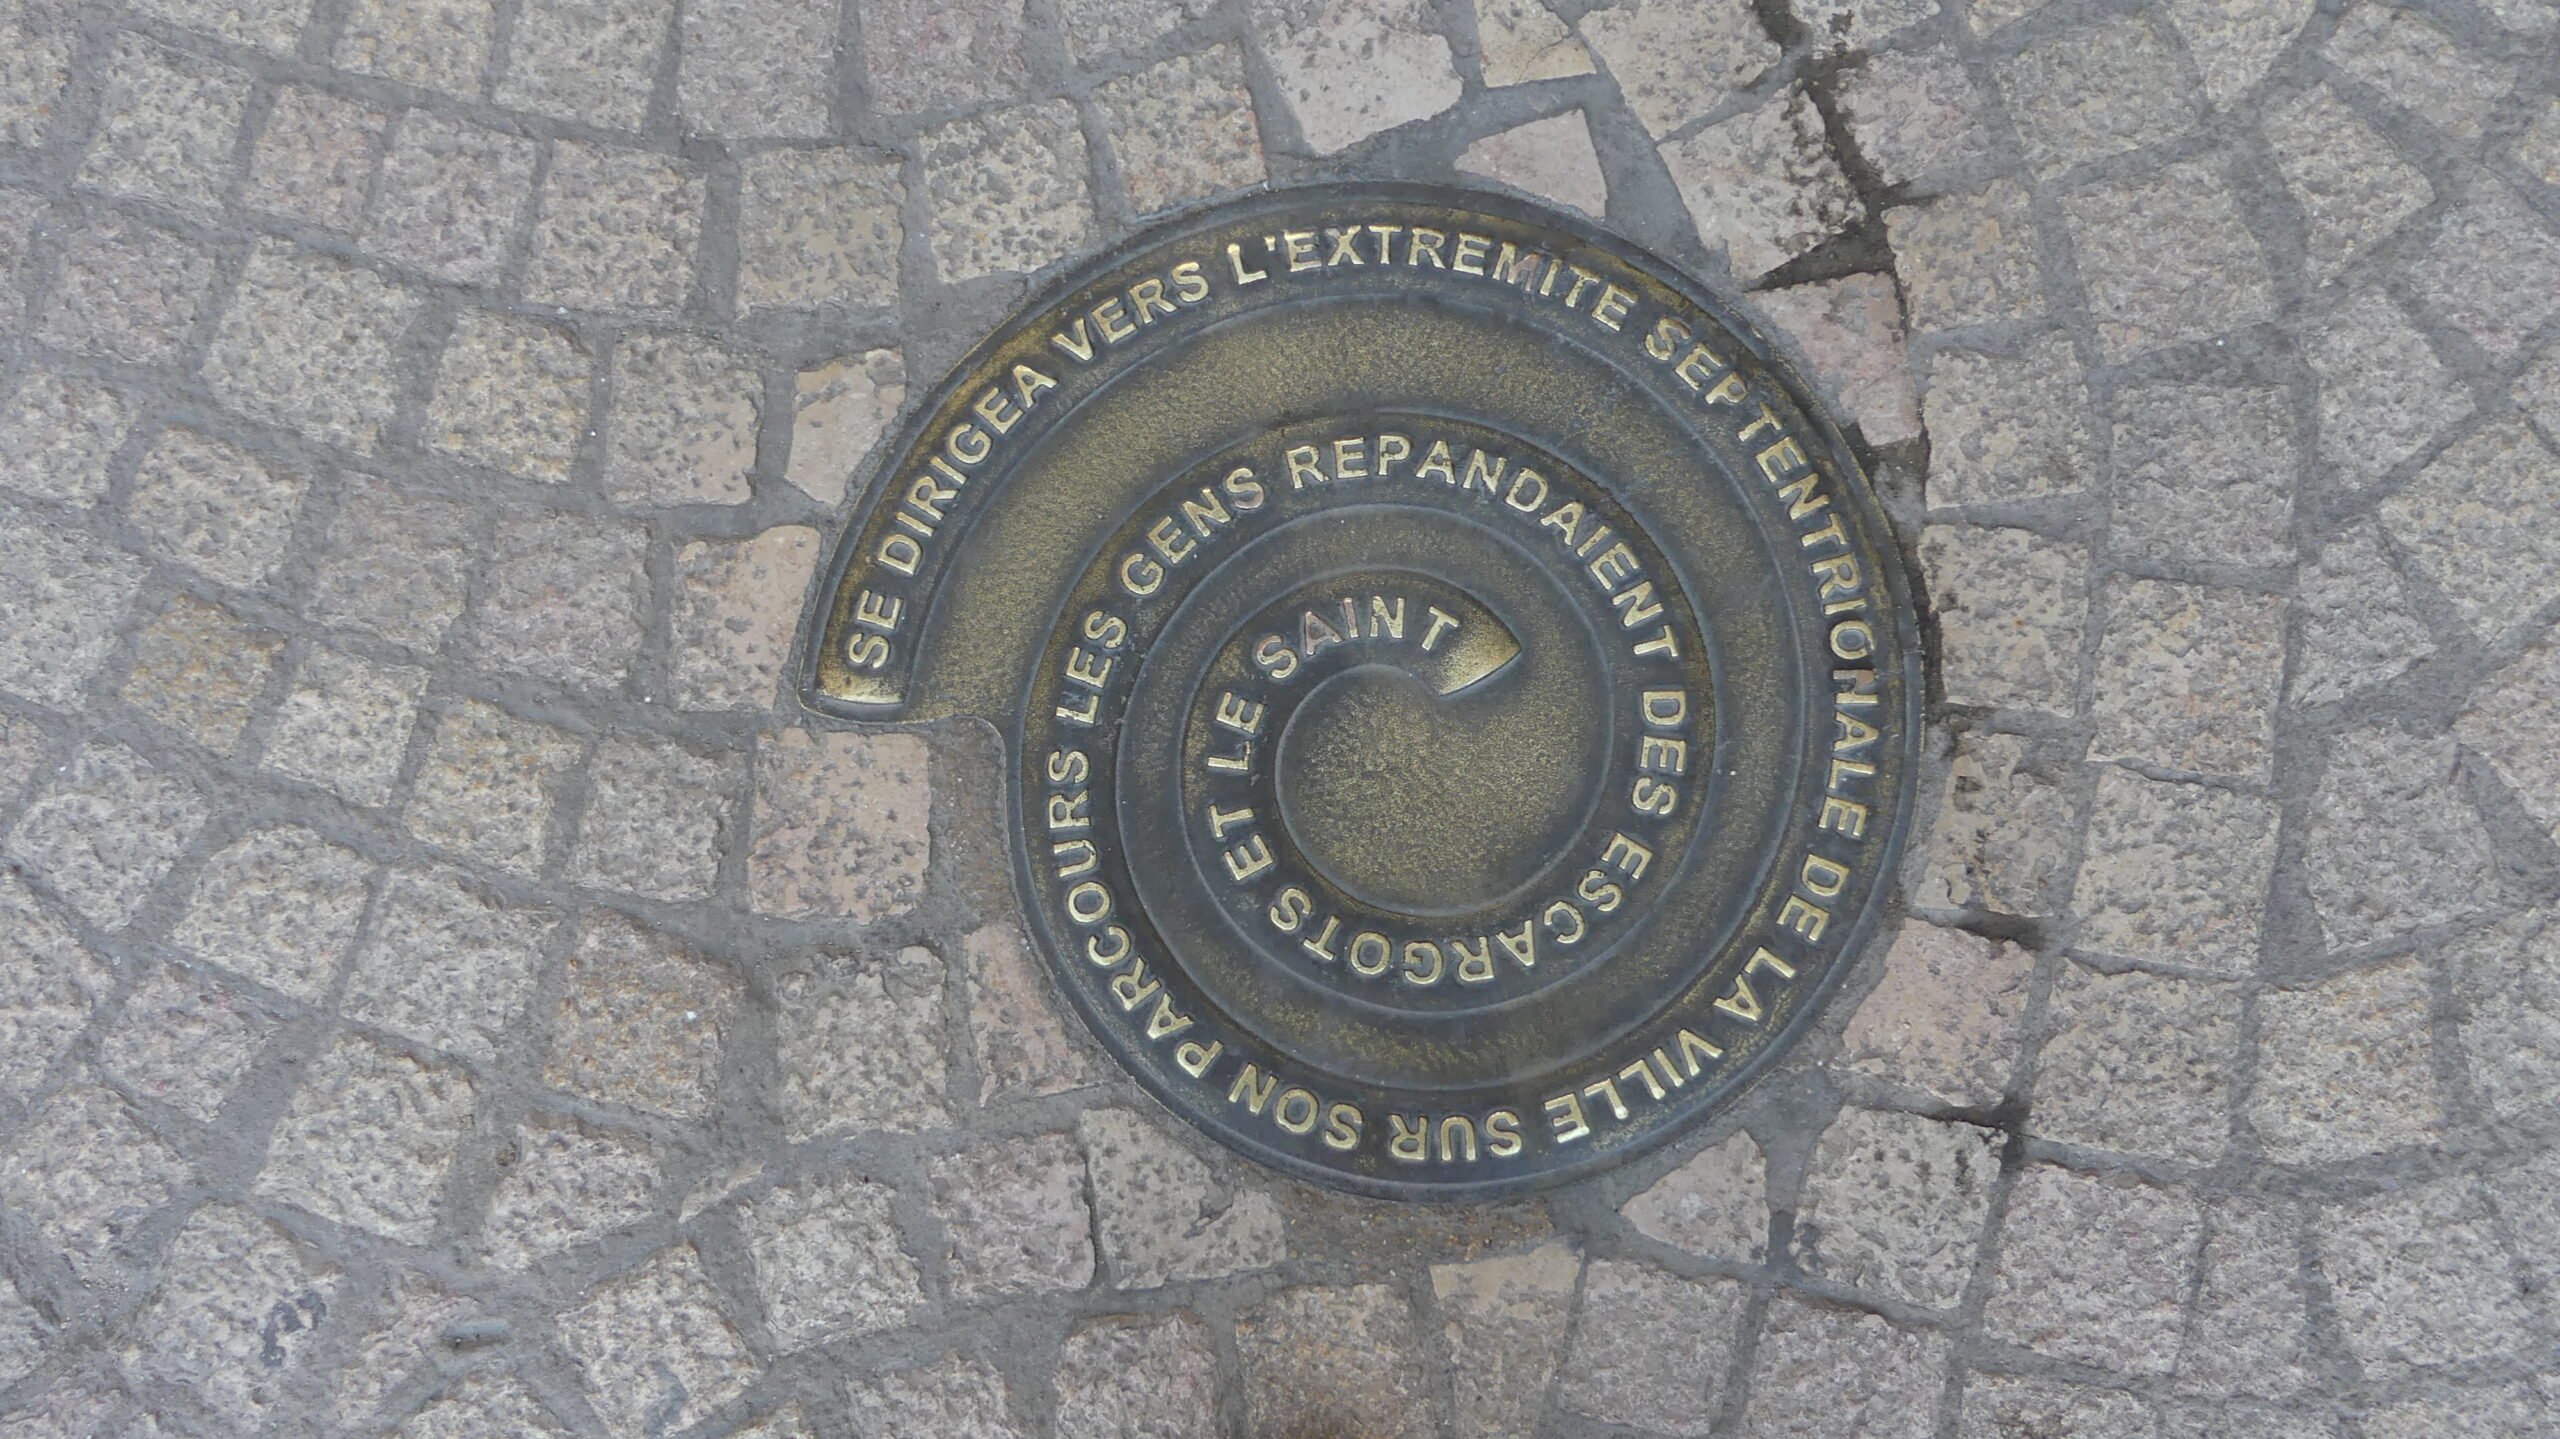 SE DIRIGEA VERS L'EXTREMITE SEPTENTRIONALE DE LA VILLE SUR SON PARCOURS LES GENS REPANDAIENT DES ESCARGOTS ET LE SAINT